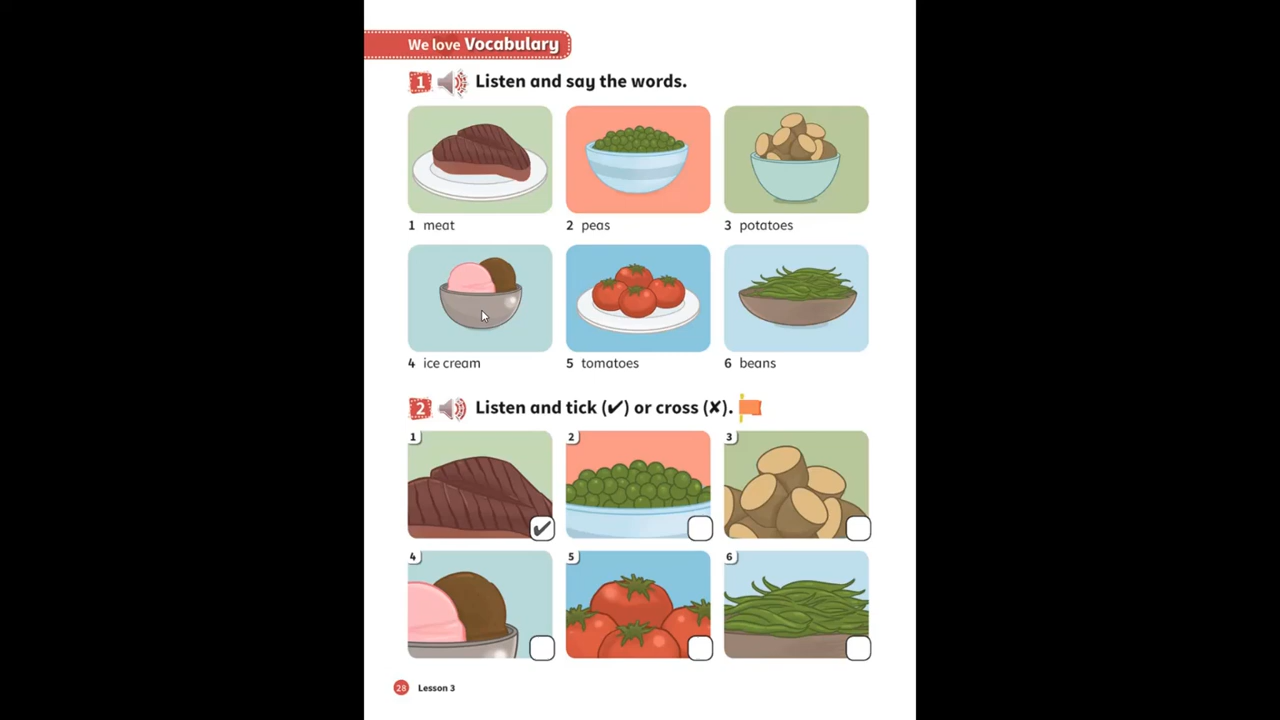 We love Vocabulary
1 Listen and say the words.
1 meat
2 peas
3 potatoes
4 ice cream
5 tomatoes
6 beans
2 Listen and tick (✔) or cross (✘).
1
2
3
4
5
6
28 Lesson 3